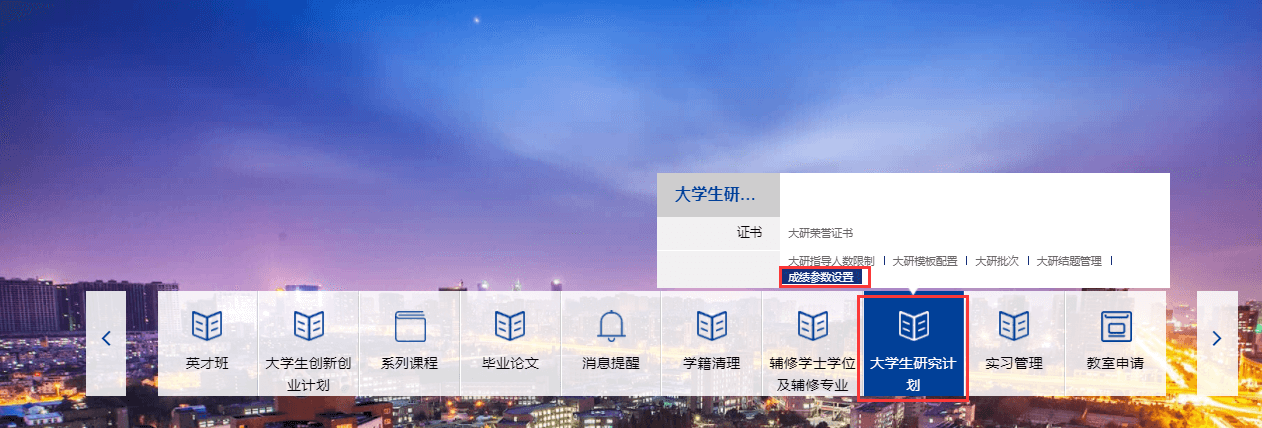 大学生研...
证书
大研荣誉证书
大研指导人数限制 | 大研模板配置 | 大研批次 | 大研结题管理 |
成绩参数设置
英才班
大学生创新创
业计划
系列课程
毕业论文
消息提醒
学籍清理
辅修学士学位
及辅修专业
大学生研究计
划
实习管理
教室申请